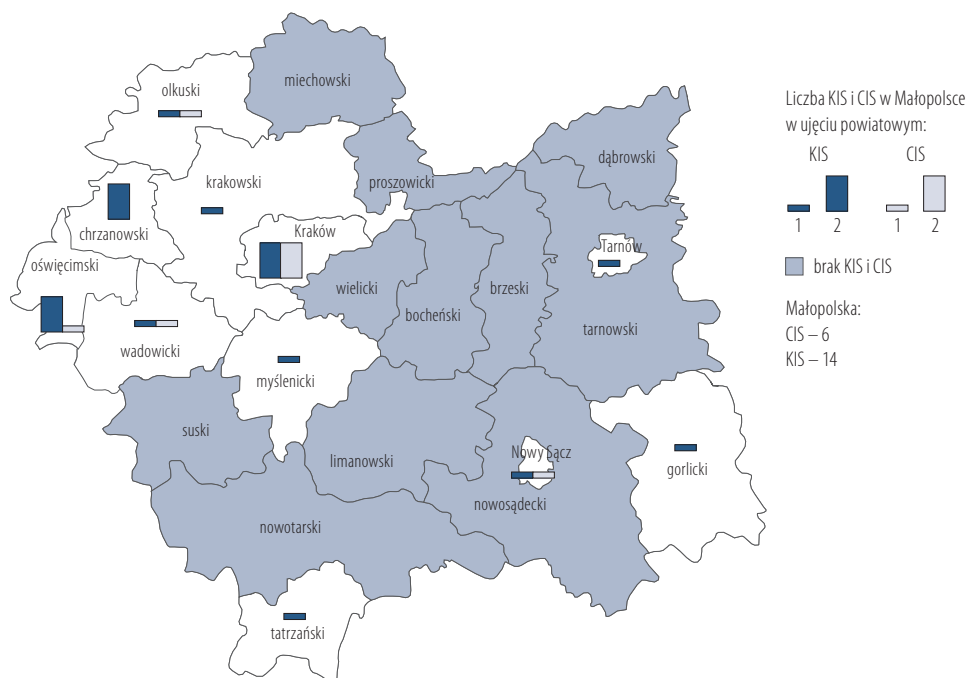 miechowski
olkuski
dąbrowski
proszowicki
krakowski
Kraków
chrzanowski
Tarnów
oświęcimski
wielicki
brzeski
bocheński
tarnowski
wadowicki
myślenicki
suski
limanowski
Nowy Sącz
gorlicki
nowosądecki
nowotarski
tatrzański
Liczba KIS i CIS w Małopolsce
w ujęciu powiatowym:
KIS CIS
1 2 1 2
brak KIS i CIS
Małopolska:
CIS – 6
KIS – 14